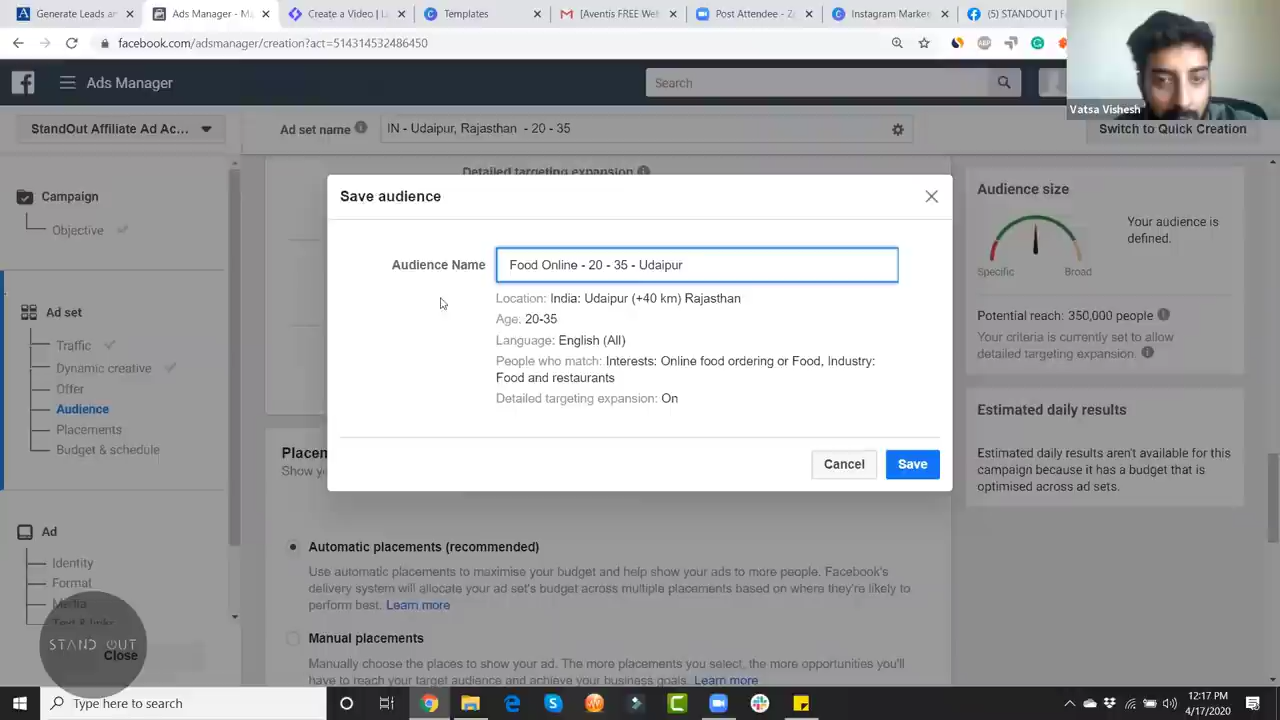 Generate Leads an
Ads Manager - M
Create a Video | L
Templates
[Aventis FREE Wel
Post Attendee - Z
Instagram Marke
(5) STANDOUT | F
facebook.com/adsmanager/creation?act=514314532486450
Ads Manager
Search
Vatsa Vishesh
StandOut Affiliate Ad Ac...
Ad set name
IN - Udaipur, Rajasthan - 20 - 35
Switch to Quick Creation
Detailed targeting expansion
Campaign
Objective
Ad set
Traffic
Dynamic creative
Offer
Audience
Placements
Budget & schedule
Ad
Identity
Format
Media
Text & links
STAND OUT
Close
Save audience
Audience Name
Food Online - 20 - 35 - Udaipur
Location: India: Udaipur (+40 km) Rajasthan
Age: 20-35
Language: English (All)
People who match: Interests: Online food ordering or Food, Industry:
Food and restaurants
Detailed targeting expansion: On
Cancel
Save
Placem
Show y
Automatic placements (recommended)
Use automatic placements to maximise your budget and help show your ads to more people. Facebook's
delivery system will allocate your ad set's budget across multiple placements based on where they're likely to
perform best. Learn more
Manual placements
Manually choose the places to show your ad. The more placements you select, the more opportunities you'll
have to reach your target audience and achieve your business goals. Learn more
Audience size
Your audience is
defined.
Specific
Broad
Potential reach: 350,000 people
Your criteria is currently set to allow
detailed targeting expansion.
Estimated daily results
Estimated daily results aren't available for this
campaign because it has a budget that is
optimised across ad sets.
Type here to search
12:17 PM
4/17/2020